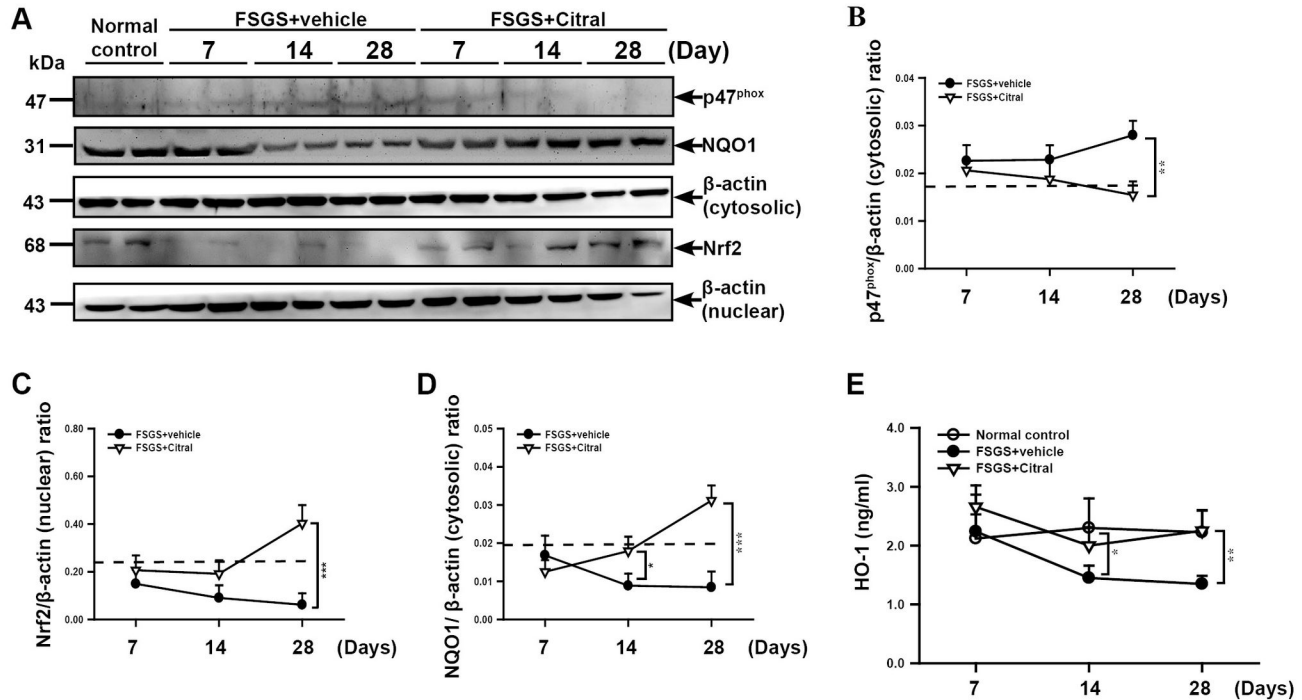 A
Normal control
FSGS+vehicle
FSGS+Citral
7
14
28
7
14
28
(Day)
kDa
47
p47phox
31
NQO1
43
β-actin
(cytosolic)
68
Nrf2
43
β-actin
(nuclear)
B
p47phox/β-actin (cytosolic) ratio
0.04
0.03
0.02
0.01
0.00
FSGS+vehicle
FSGS+Citral
**
7
14
28
(Days)
C
Nrf2/β-actin (nuclear) ratio
0.80
0.60
0.40
0.20
0.00
FSGS+vehicle
FSGS+Citral
***
7
14
28
(Days)
D
NQO1/ β-actin (cytosolic) ratio
0.05
0.04
0.03
0.02
0.01
0.00
FSGS+vehicle
FSGS+Citral
*
***
7
14
28
(Days)
E
HO-1 (ng/ml)
4.0
3.0
2.0
1.0
0.0
Normal control
FSGS+vehicle
FSGS+Citral
*
**
7
14
28